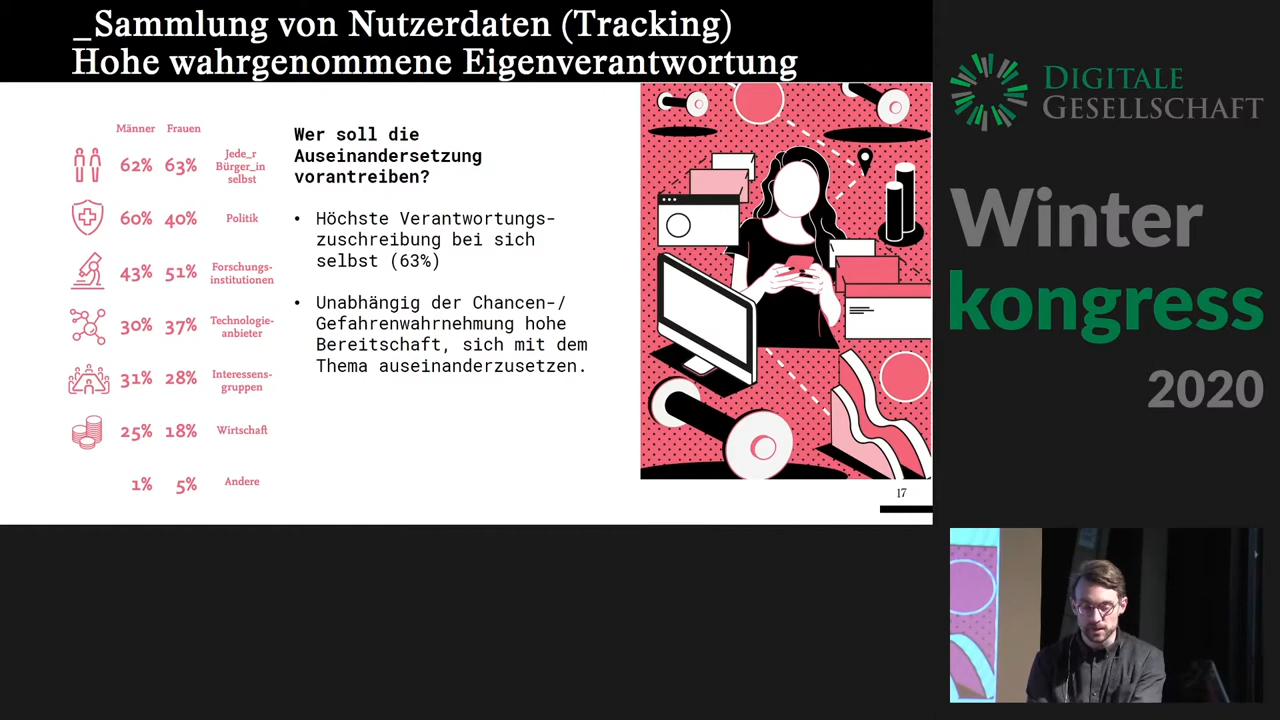 _Sammlung von Nutzerdaten (Tracking)
Hohe wahrgenommene Eigenverantwortung
Männer Frauen
62% 63% Jede_r
Bürger_in
selbst
60% 40% Politik
43% 51% Forschungs-
institutionen
30% 37% Technologie-
anbieter
31% 28% Interessens-
gruppen
25% 18% Wirtschaft
1% 5% Andere
Wer soll die
Auseinandersetzung
vorantreiben?
• Höchste Verantwortungs-
zuschreibung bei sich
selbst (63%)
• Unabhängig der Chancen-/
Gefahrenwahrnehmung hohe
Bereitschaft, sich mit dem
Thema auseinanderzusetzen.
17
DIGITALE
GESELLSCHAFT
Winter
kongress
2020